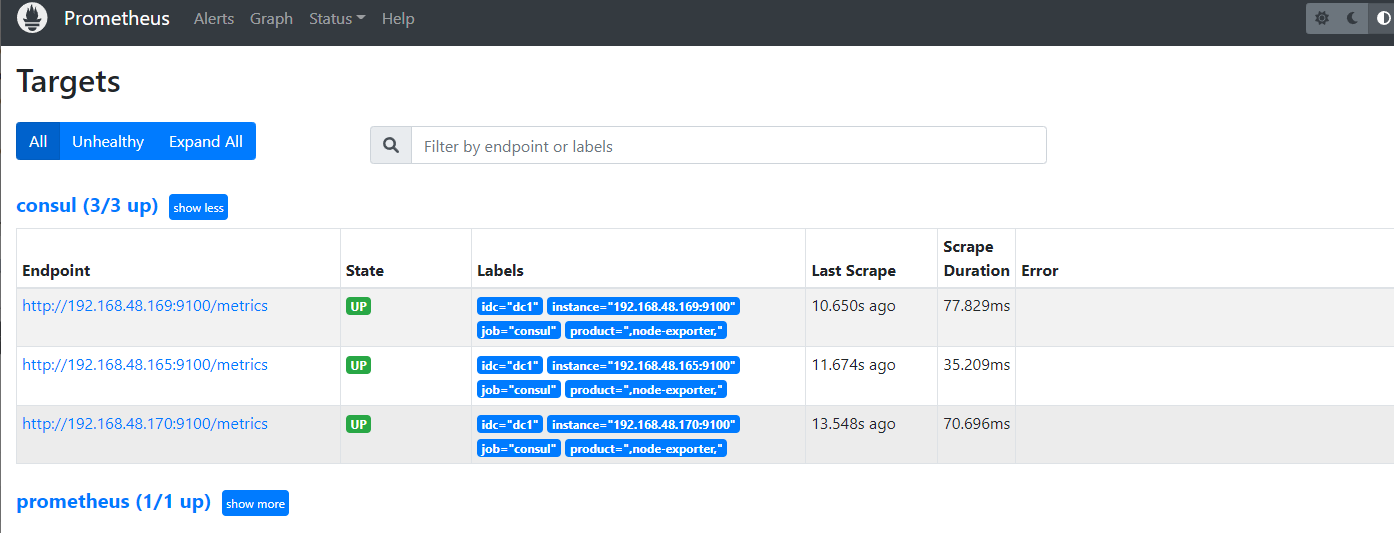 Prometheus Alerts Graph Status Help
Targets
All Unhealthy Expand All
Filter by endpoint or labels
consul (3/3 up) show less
Endpoint State Labels Last Scrape Scrape Duration Error
http://192.168.48.169:9100/metrics UP idc="dc1" instance="192.168.48.169:9100" 10.650s ago 77.829ms
job="consul" product=",node-exporter,"
http://192.168.48.165:9100/metrics UP idc="dc1" instance="192.168.48.165:9100" 11.674s ago 35.209ms
job="consul" product=",node-exporter,"
http://192.168.48.170:9100/metrics UP idc="dc1" instance="192.168.48.170:9100" 13.548s ago 70.696ms
job="consul" product=",node-exporter,"
prometheus (1/1 up) show more